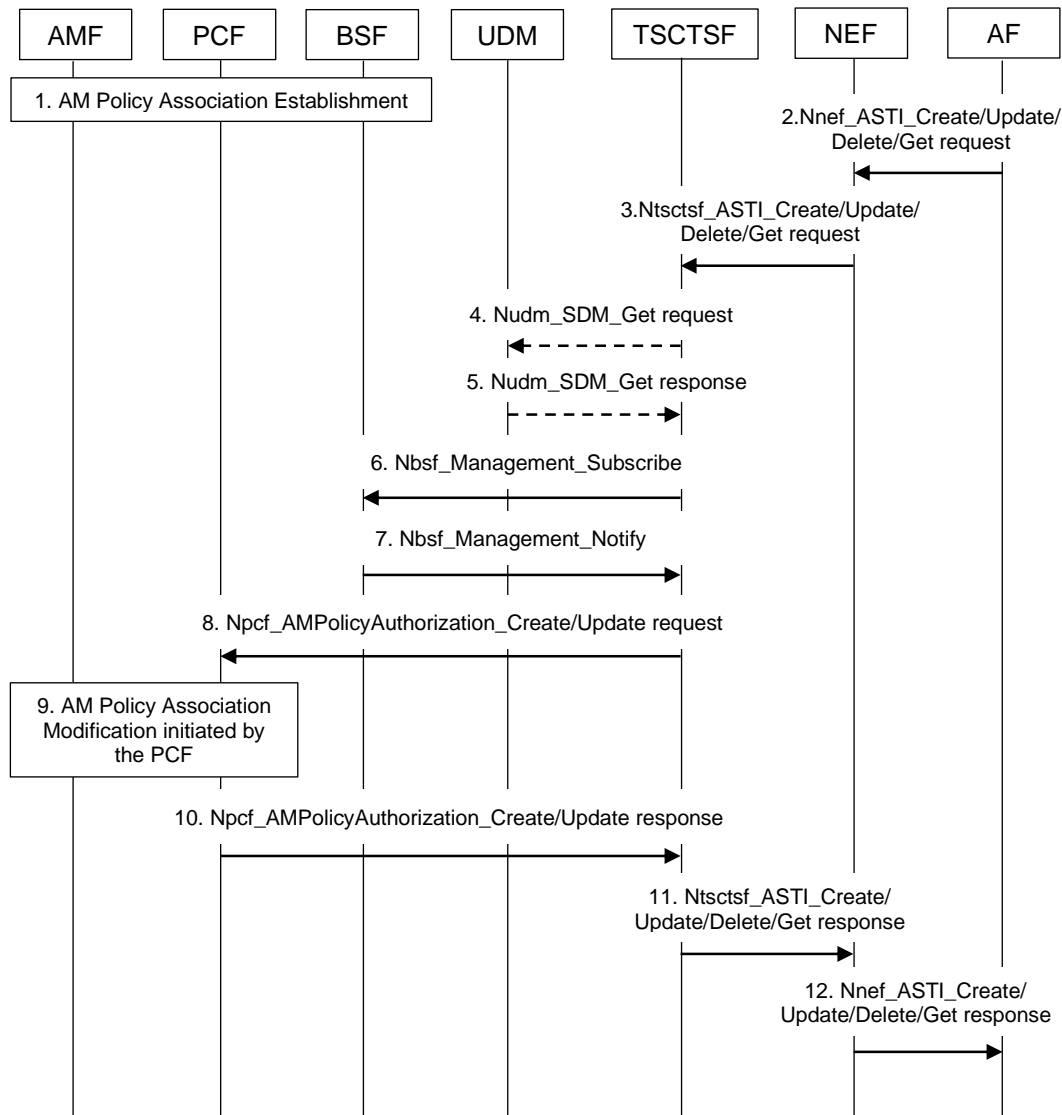 AMF
PCF
BSF
UDM
TSCTSF
NEF
AF
1. AM Policy Association Establishment
2.Nnef_ASTI_Create/Update/
Delete/Get request
3.Ntsctsf_ASTI_Create/Update/
Delete/Get request
4. Nudm_SDM_Get request
5. Nudm_SDM_Get response
6. Nbsf_Management_Subscribe
7. Nbsf_Management_Notify
8. Npcf_AMPolicyAuthorization_Create/Update request
9. AM Policy Association
Modification initiated by
the PCF
10. Npcf_AMPolicyAuthorization_Create/Update response
11. Ntsctsf_ASTI_Create/
Update/Delete/Get response
12. Nnef_ASTI_Create/
Update/Delete/Get response